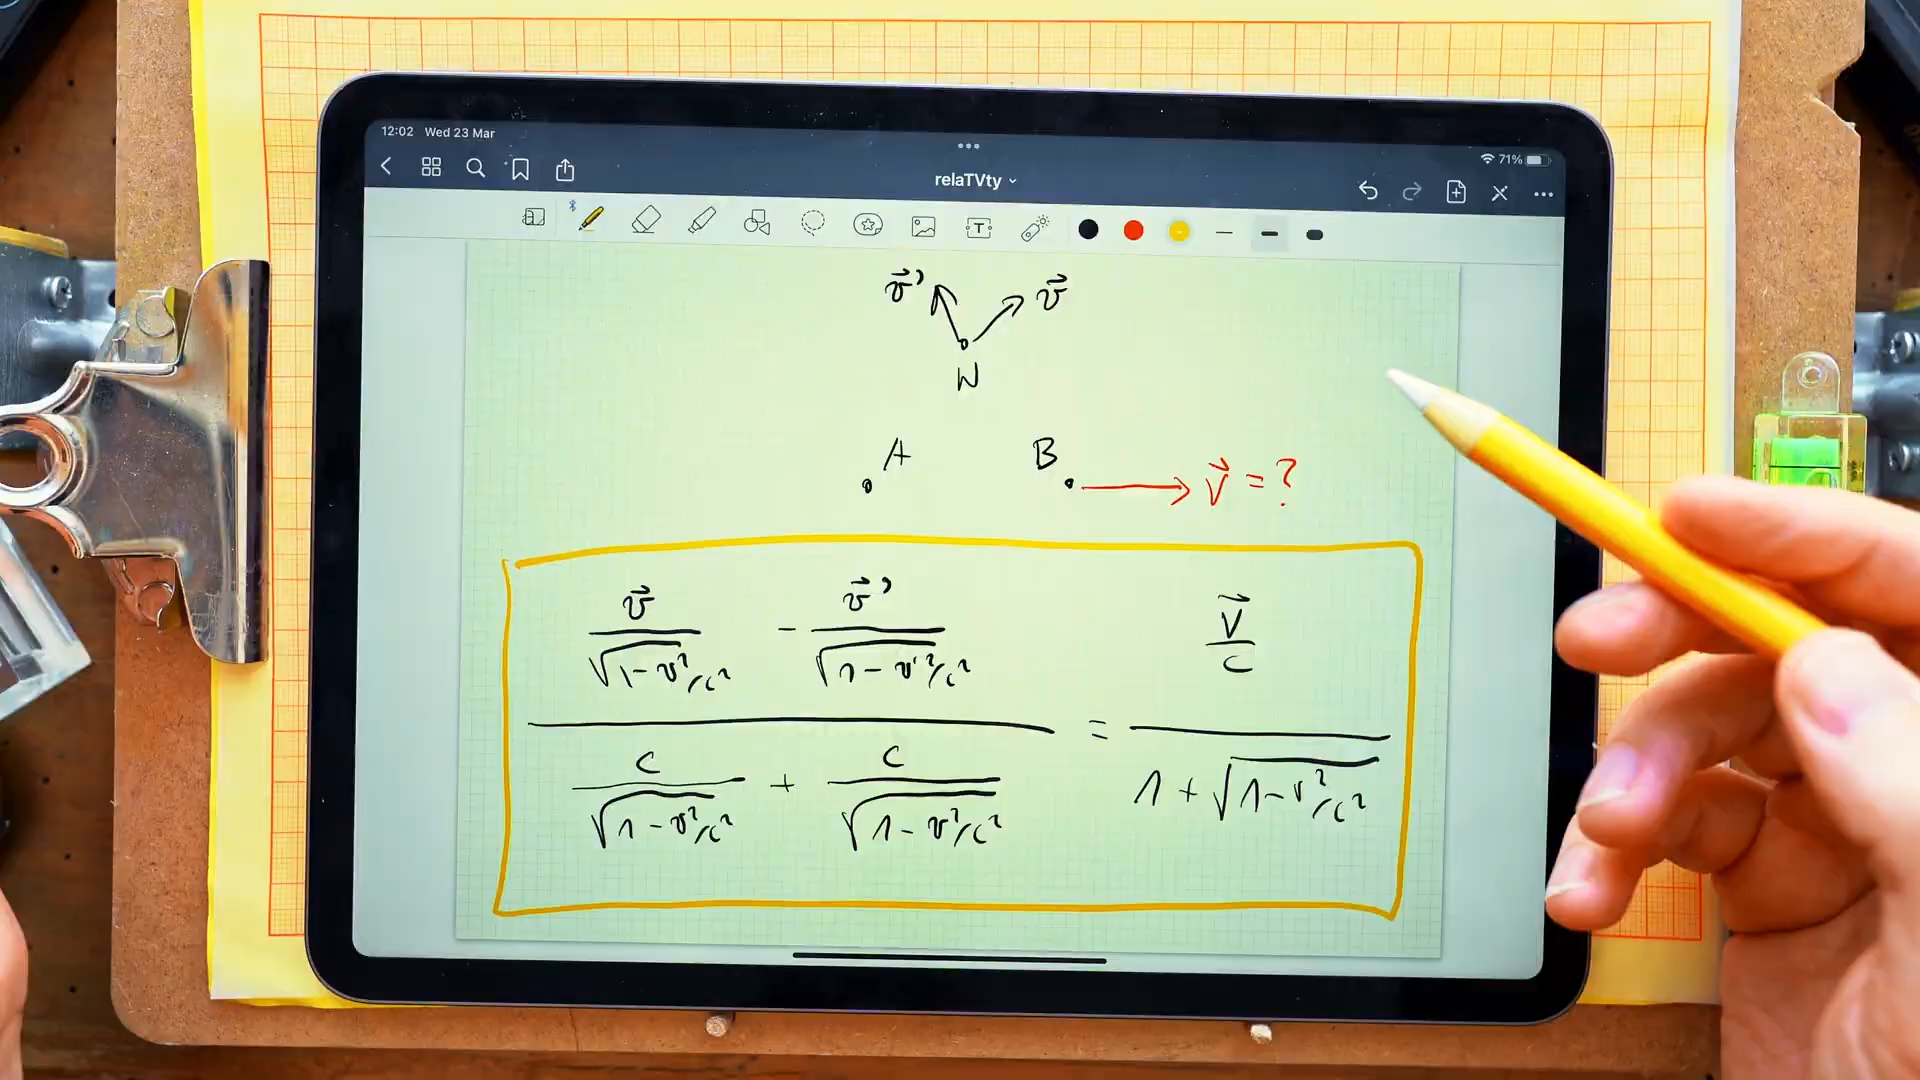 12:02 Wed 23 Mar
71%
relaTVty
T
v⃗' v⃗
W
A B
V⃗ = ?
v⃗ / √(1-v²/c²) - v⃗' / √(1-v'²/c²)
V⃗ / c
=
c / √(1-v²/c²) + c / √(1-v'²/c²)
1+√(1-V²/c²)